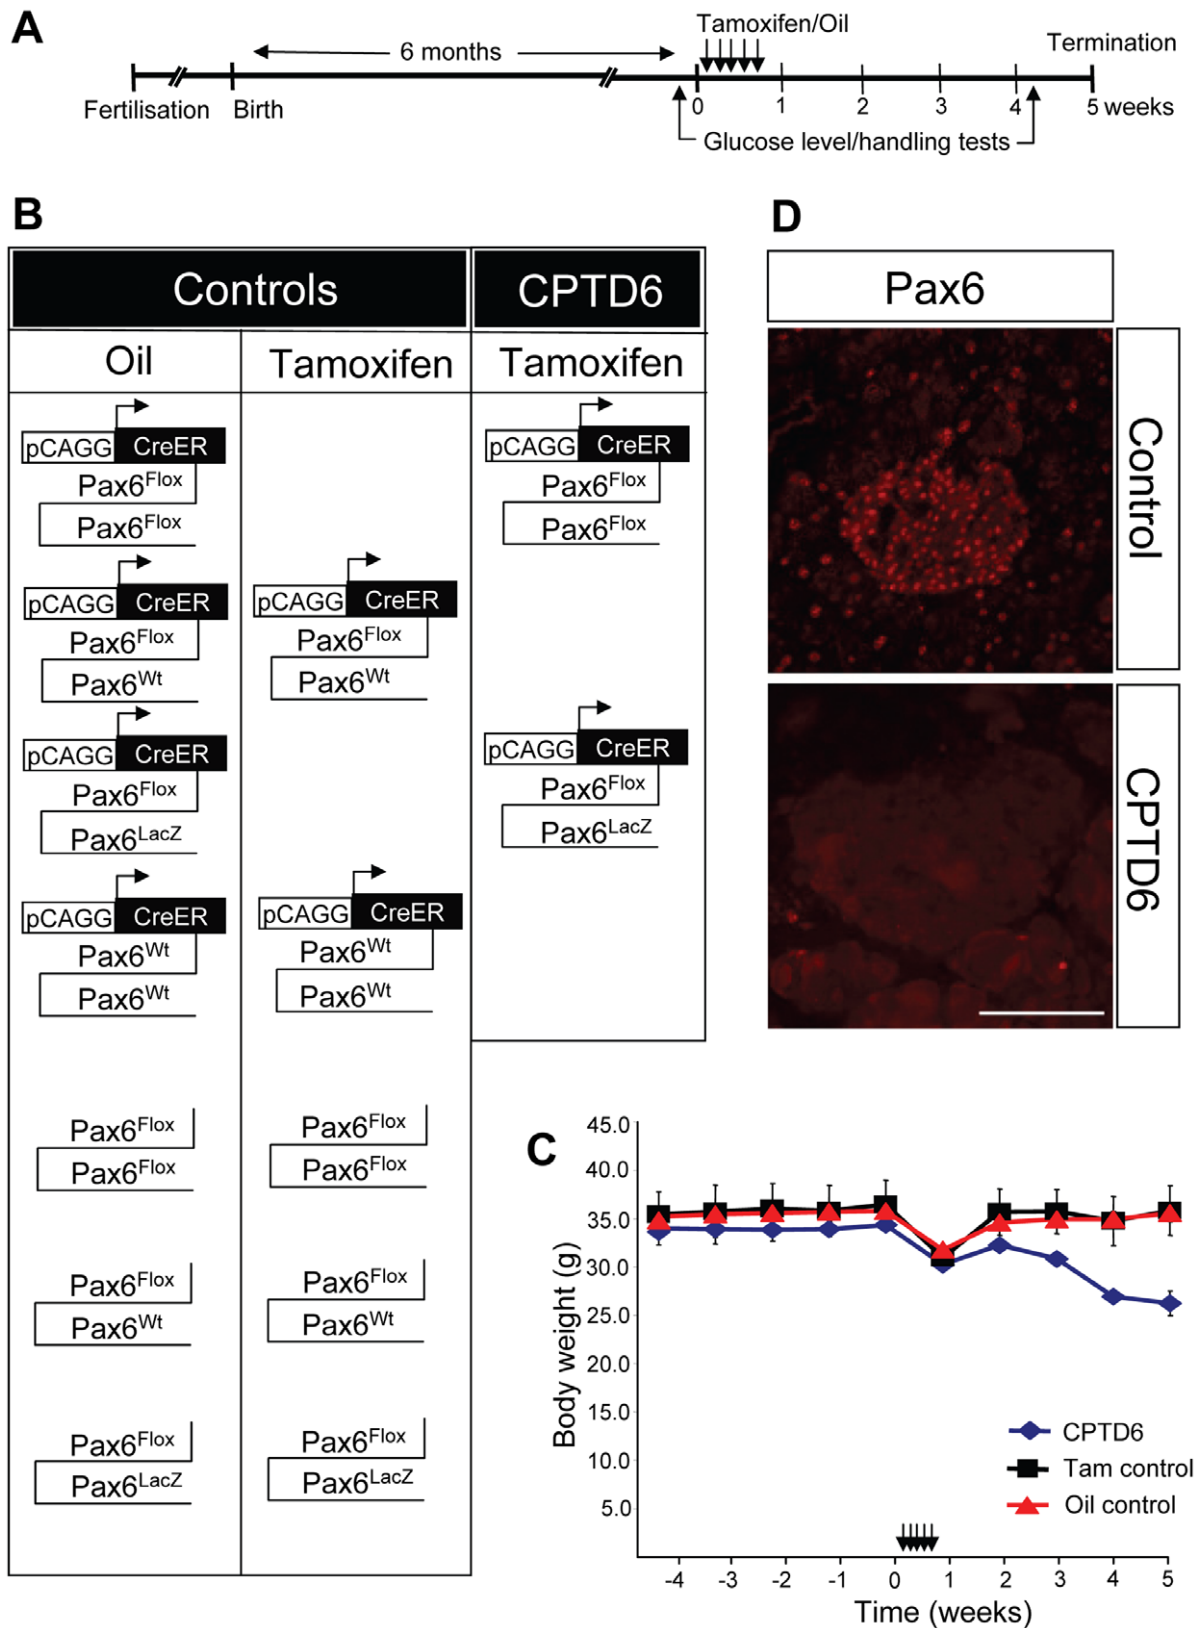 A
Tamoxifen/Oil
6 months
Termination
Fertilisation
Birth
0 1 2 3 4 5 weeks
Glucose level/handling tests
B
Controls
CPTD6
Oil
Tamoxifen
Tamoxifen
pCAGG CreER
Pax6Flox
Pax6Flox
pCAGG CreER
Pax6Flox
Pax6Wt
pCAGG CreER
Pax6Flox
Pax6LacZ
pCAGG CreER
Pax6Wt
Pax6Wt
Pax6Flox
Pax6Flox
Pax6Flox
Pax6Wt
Pax6Flox
Pax6LacZ
pCAGG CreER
Pax6Flox
Pax6Wt
pCAGG CreER
Pax6Wt
Pax6Wt
Pax6Flox
Pax6Flox
Pax6Flox
Pax6Wt
Pax6Flox
Pax6LacZ
pCAGG CreER
Pax6Flox
Pax6Flox
pCAGG CreER
Pax6Flox
Pax6LacZ
D
Pax6
Control
CPTD6
C
45.0
40.0
35.0
30.0
25.0
20.0
15.0
10.0
5.0
Body weight (g)
CPTD6
Tam control
Oil control
-4 -3 -2 -1 0 1 2 3 4 5
Time (weeks)